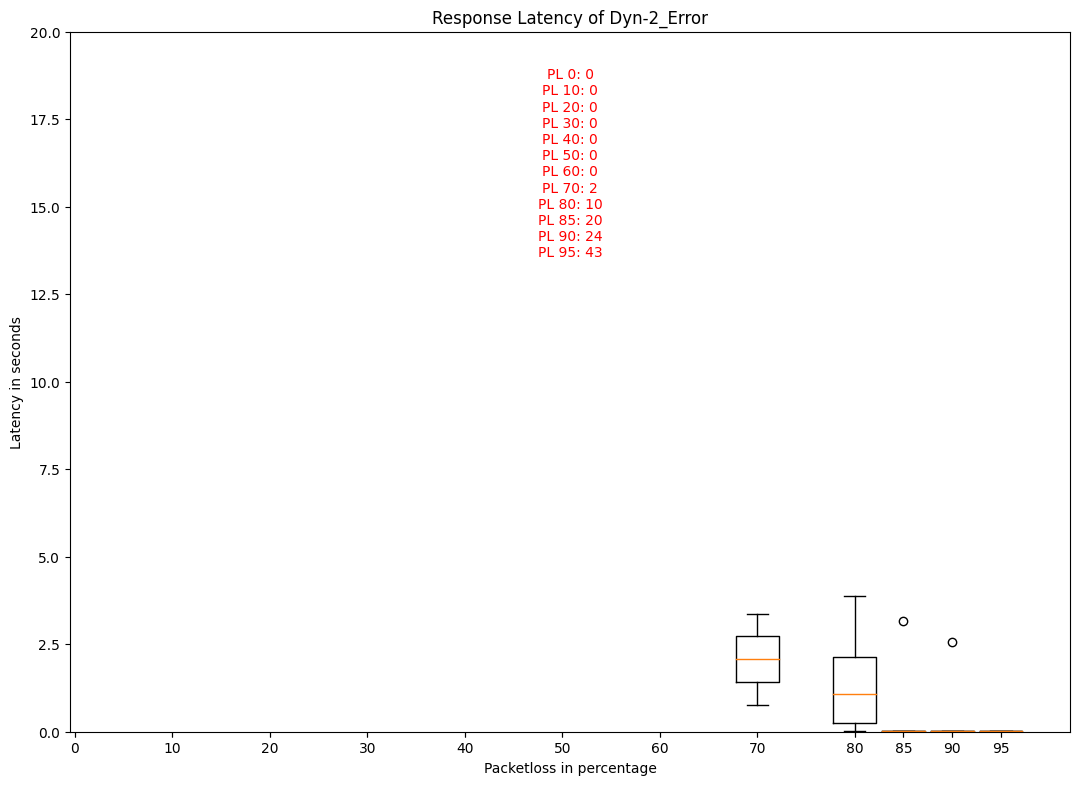 Response Latency of Dyn-2_Error
20.0
17.5
15.0
12.5
10.0
7.5
5.0
2.5
0.0
Latency in seconds
PL 0: 0
PL 10: 0
PL 20: 0
PL 30: 0
PL 40: 0
PL 50: 0
PL 60: 0
PL 70: 2
PL 80: 10
PL 85: 20
PL 90: 24
PL 95: 43
0 10 20 30 40 50 60 70 80 85 90 95
Packetloss in percentage